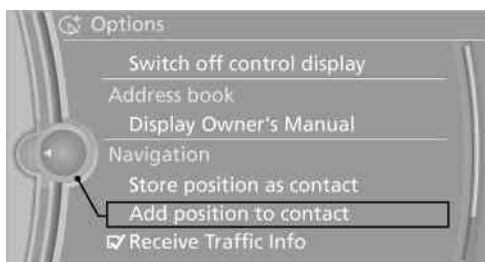 Options
Switch off control display
Address book
Display Owner's Manual
Navigation
Store position as contact
Add position to contact
Receive Traffic Info